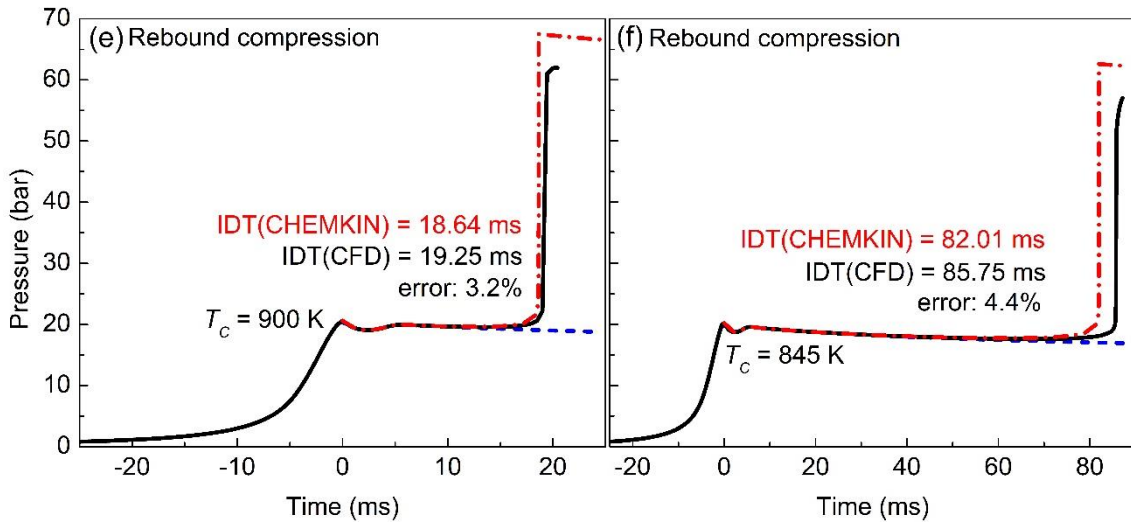 (e) Rebound compression
(f) Rebound compression
70
60
50
40
30
20
10
0
Pressure (bar)
IDT(CHEMKIN) = 18.64 ms
IDT(CFD) = 19.25 ms
error: 3.2%
T_C = 900 K
IDT(CHEMKIN) = 82.01 ms
IDT(CFD) = 85.75 ms
error: 4.4%
T_C = 845 K
-20 -10 0 10 20
-20 0 20 40 60 80
Time (ms)
Time (ms)